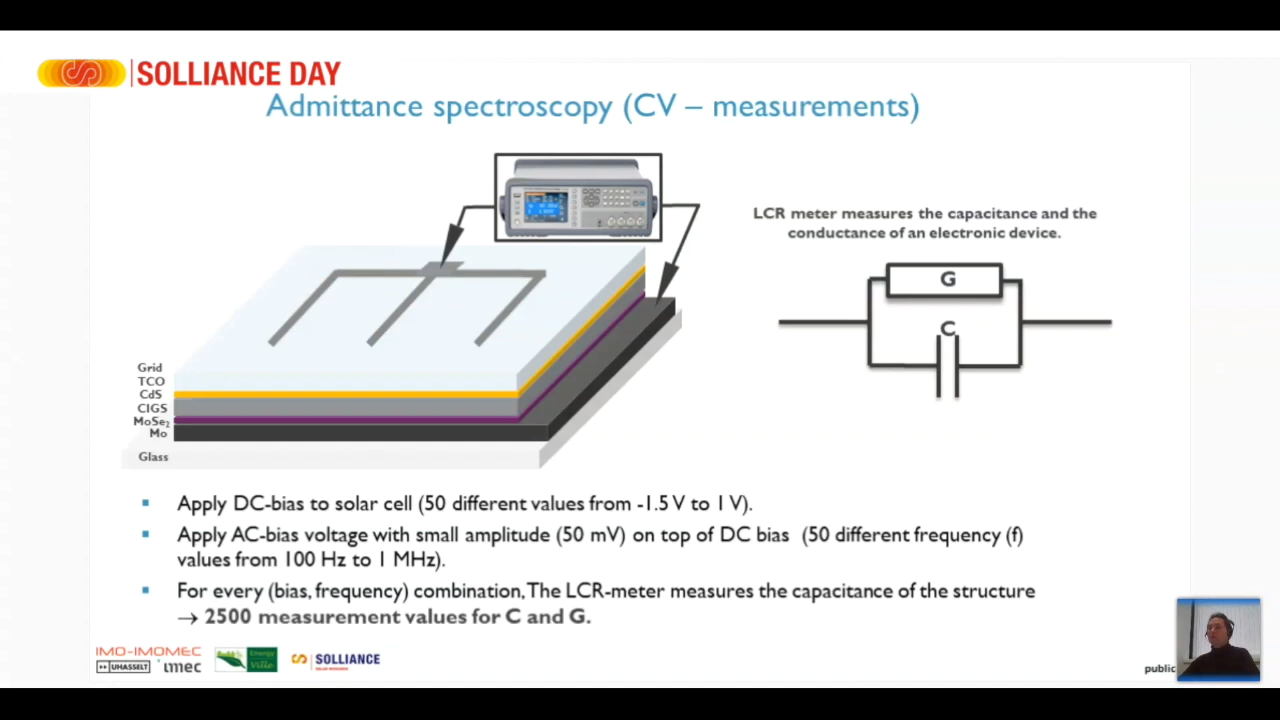 SOLLIANCE DAY
Admittance spectroscopy (CV – measurements)
LCR meter measures the capacitance and the
conductance of an electronic device.
G
C
Grid
TCO
CdS
CIGS
MoSe₂
Mo
Glass
Apply DC-bias to solar cell (50 different values from -1.5 V to 1 V).
Apply AC-bias voltage with small amplitude (50 mV) on top of DC bias (50 different frequency (f)
values from 100 Hz to 1 MHz).
For every (bias, frequency) combination, The LCR-meter measures the capacitance of the structure
→ 2500 measurement values for C and G.
IMO-IMOMEC
UHASSELT
imec
Energy
Ville
SOLLIANCE
public